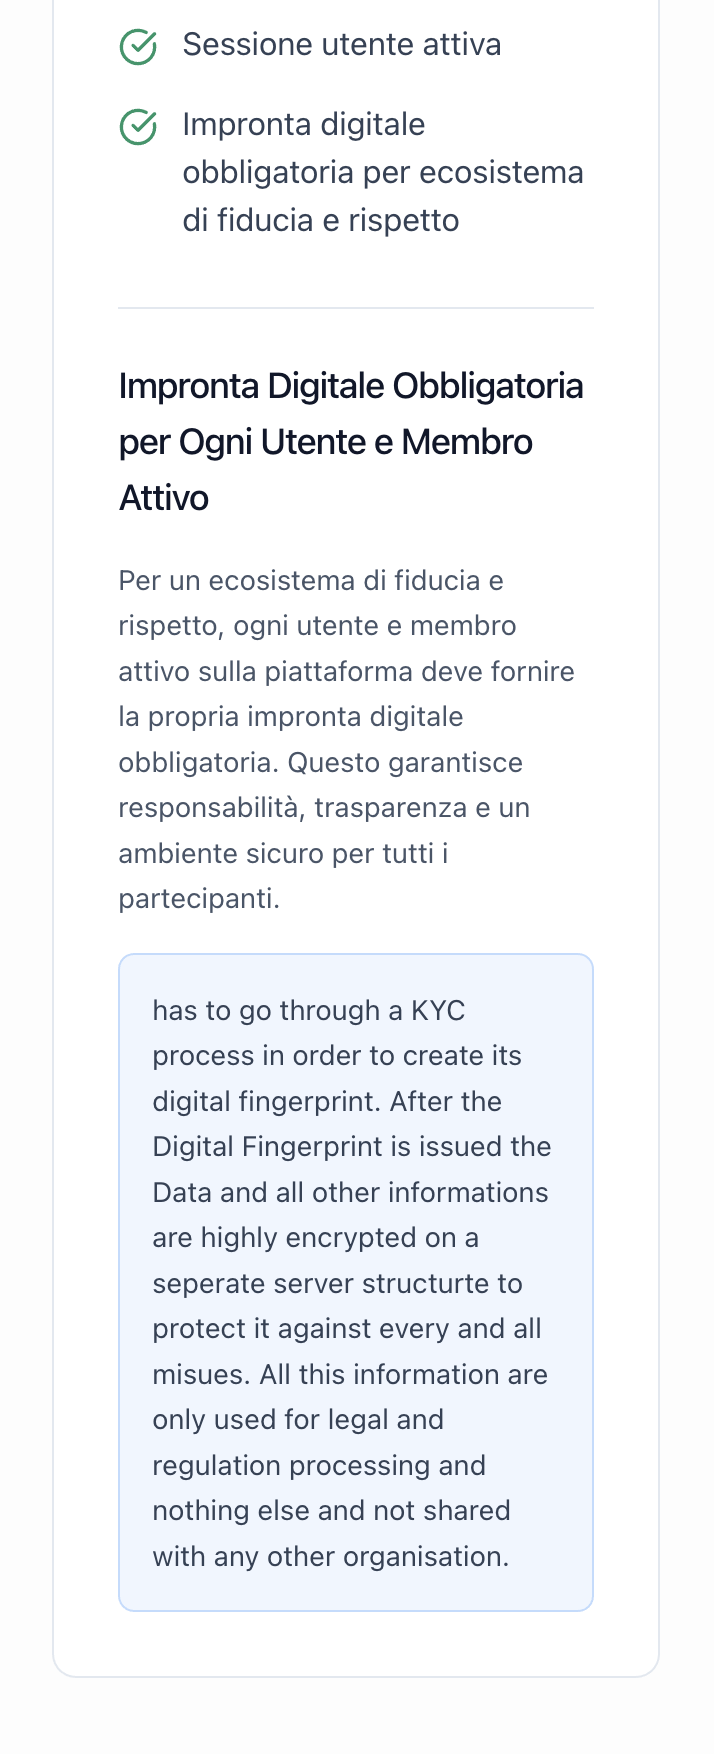 Sessione utente attiva
Impronta digitale
obbligatoria per ecosistema
di fiducia e rispetto
Impronta Digitale Obbligatoria
per Ogni Utente e Membro
Attivo
Per un ecosistema di fiducia e
rispetto, ogni utente e membro
attivo sulla piattaforma deve fornire
la propria impronta digitale
obbligatoria. Questo garantisce
responsabilità, trasparenza e un
ambiente sicuro per tutti i
partecipanti.
has to go through a KYC
process in order to create its
digital fingerprint. After the
Digital Fingerprint is issued the
Data and all other informations
are highly encrypted on a
seperate server structurte to
protect it against every and all
misues. All this information are
only used for legal and
regulation processing and
nothing else and not shared
with any other organisation.